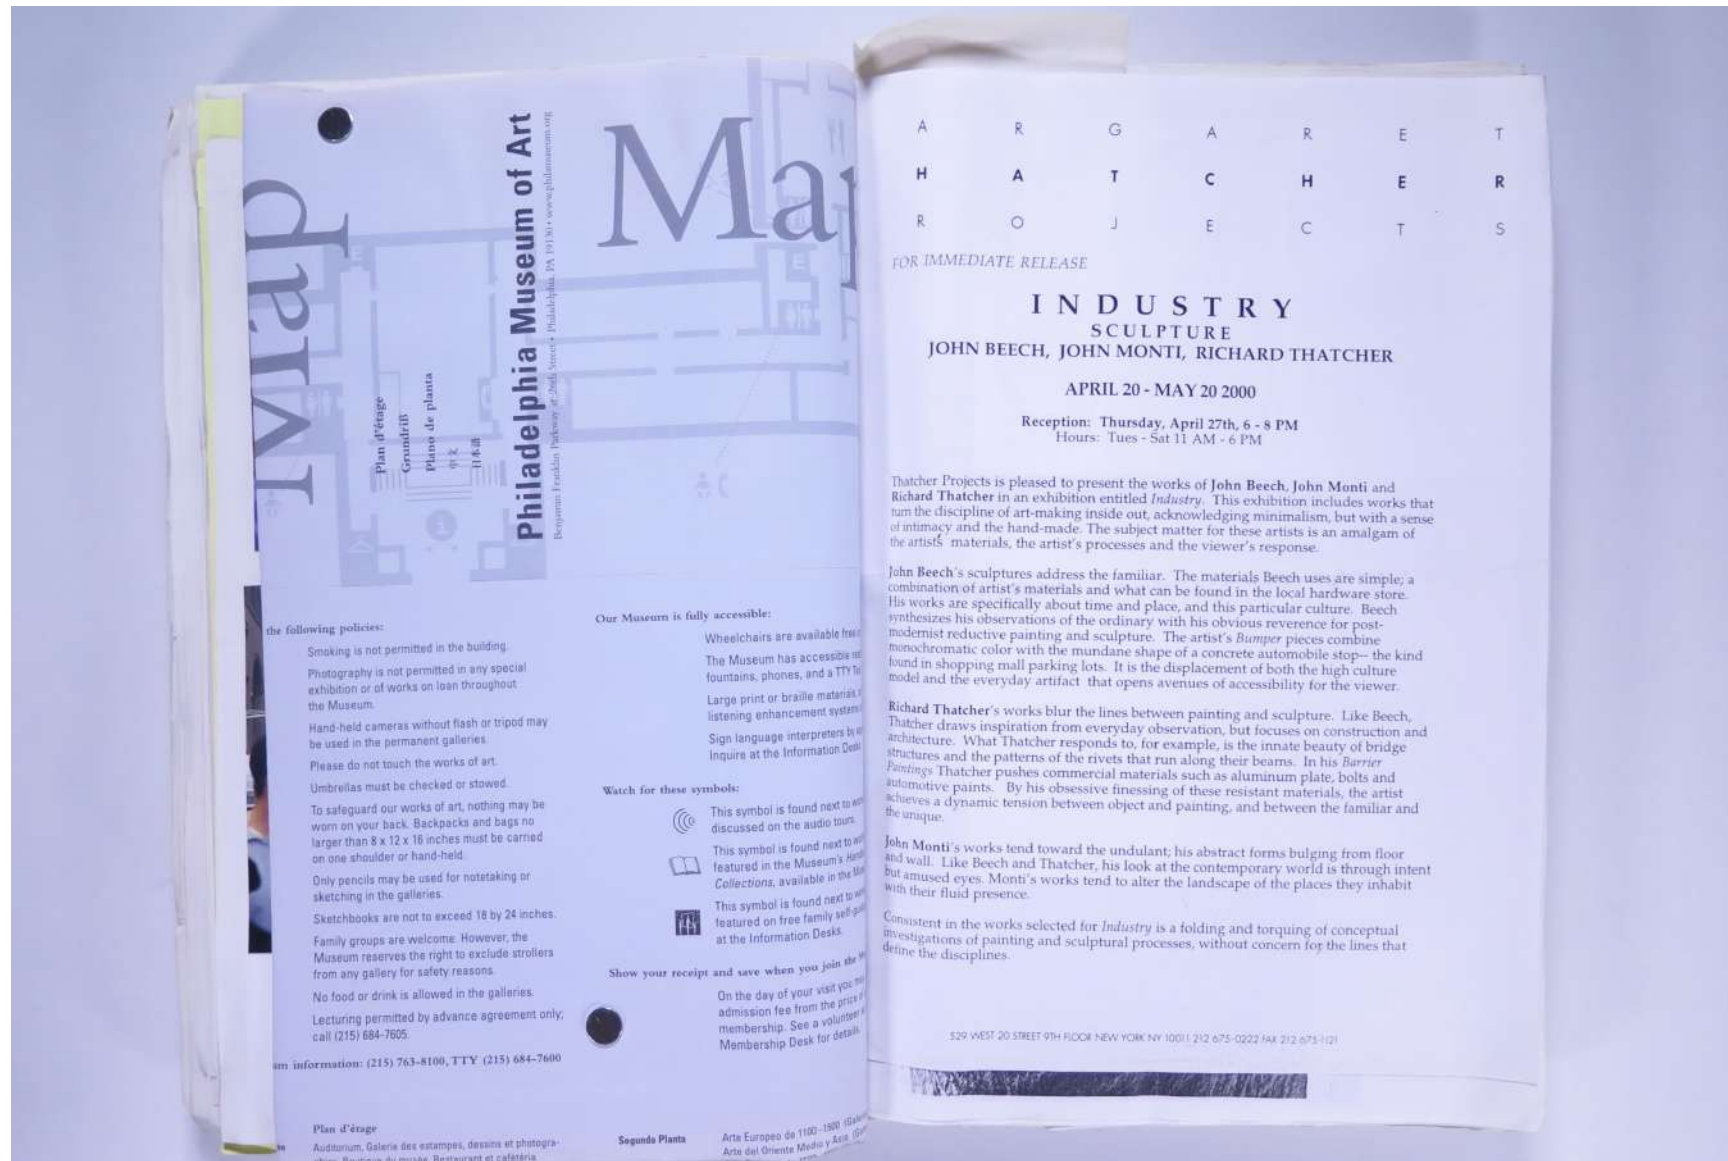 Map
Plan d'étage
Grundriß
Plano de planta
中文
日本語
Philadelphia Museum of Art
Benjamin Franklin Parkway at 26th Street • Philadelphia, PA 19130 • www.philamuseum.org
Map
E
E
the following policies:
Smoking is not permitted in the building.
Photography is not permitted in any special
exhibition or of works on loan throughout
the Museum.
Hand-held cameras without flash or tripod may
be used in the permanent galleries.
Please do not touch the works of art.
Umbrellas must be checked or stowed.
To safeguard our works of art, nothing may be
worn on your back. Backpacks and bags no
larger than 8 x 12 x 16 inches must be carried
on one shoulder or hand-held.
Only pencils may be used for notetaking or
sketching in the galleries.
Sketchbooks are not to exceed 18 by 24 inches.
Family groups are welcome. However, the
Museum reserves the right to exclude strollers
from any gallery for safety reasons.
No food or drink is allowed in the galleries.
Lecturing permitted by advance agreement only;
call (215) 684-7605.
information: (215) 763-8100, TTY (215) 684-7600
Plan d'étage
Auditorium, Galerie des estampes, dessins et photogra-
Our Museum is fully accessible:
Wheelchairs are available free
The Museum has accessible
fountains, phones, and a TTY
Large print or braille materials
listening enhancement system
Sign language interpreters by
Inquire at the Information Desk
Watch for these symbols:
This symbol is found next to
discussed on the audio tours.
This symbol is found next to
featured in the Museum's
Collections, available in the
This symbol is found next to
featured on free family
at the Information Desks.
Show your receipt and save when you join the
On the day of your visit you
admission fee from the price
membership. See a volunteer
Membership Desk for details.
Segunda Planta
Arte Europeo de 1100–1500
Arte del Oriente Medio y Asia
A R G A R E T
H A T C H E R
R O J E C T S
FOR IMMEDIATE RELEASE
INDUSTRY
SCULPTURE
JOHN BEECH, JOHN MONTI, RICHARD THATCHER
APRIL 20 - MAY 20 2000
Reception: Thursday, April 27th, 6 - 8 PM
Hours: Tues - Sat 11 AM - 6 PM
Thatcher Projects is pleased to present the works of John Beech, John Monti and
Richard Thatcher in an exhibition entitled Industry. This exhibition includes works that
turn the discipline of art-making inside out, acknowledging minimalism, but with a sense
of intimacy and the hand-made. The subject matter for these artists is an amalgam of
the artists' materials, the artist's processes and the viewer's response.
John Beech's sculptures address the familiar. The materials Beech uses are simple; a
combination of artist's materials and what can be found in the local hardware store.
His works are specifically about time and place, and this particular culture. Beech
synthesizes his observations of the ordinary with his obvious reverence for post-
modernist reductive painting and sculpture. The artist's Bumper pieces combine
monochromatic color with the mundane shape of a concrete automobile stop-- the kind
found in shopping mall parking lots. It is the displacement of both the high culture
model and the everyday artifact that opens avenues of accessibility for the viewer.
Richard Thatcher's works blur the lines between painting and sculpture. Like Beech,
Thatcher draws inspiration from everyday observation, but focuses on construction and
architecture. What Thatcher responds to, for example, is the innate beauty of bridge
structures and the patterns of the rivets that run along their beams. In his Barrier
Paintings Thatcher pushes commercial materials such as aluminum plate, bolts and
automotive paints. By his obsessive finessing of these resistant materials, the artist
achieves a dynamic tension between object and painting, and between the familiar and
the unique.
John Monti's works tend toward the undulant; his abstract forms bulging from floor
and wall. Like Beech and Thatcher, his look at the contemporary world is through intent
but amused eyes. Monti's works tend to alter the landscape of the places they inhabit
with their fluid presence.
Consistent in the works selected for Industry is a folding and torquing of conceptual
investigations of painting and sculptural processes, without concern for the lines that
define the disciplines.
529 WEST 20 STREET 9TH FLOOR NEW YORK NY 10011 212 675-0222 FAX 212 675-1121